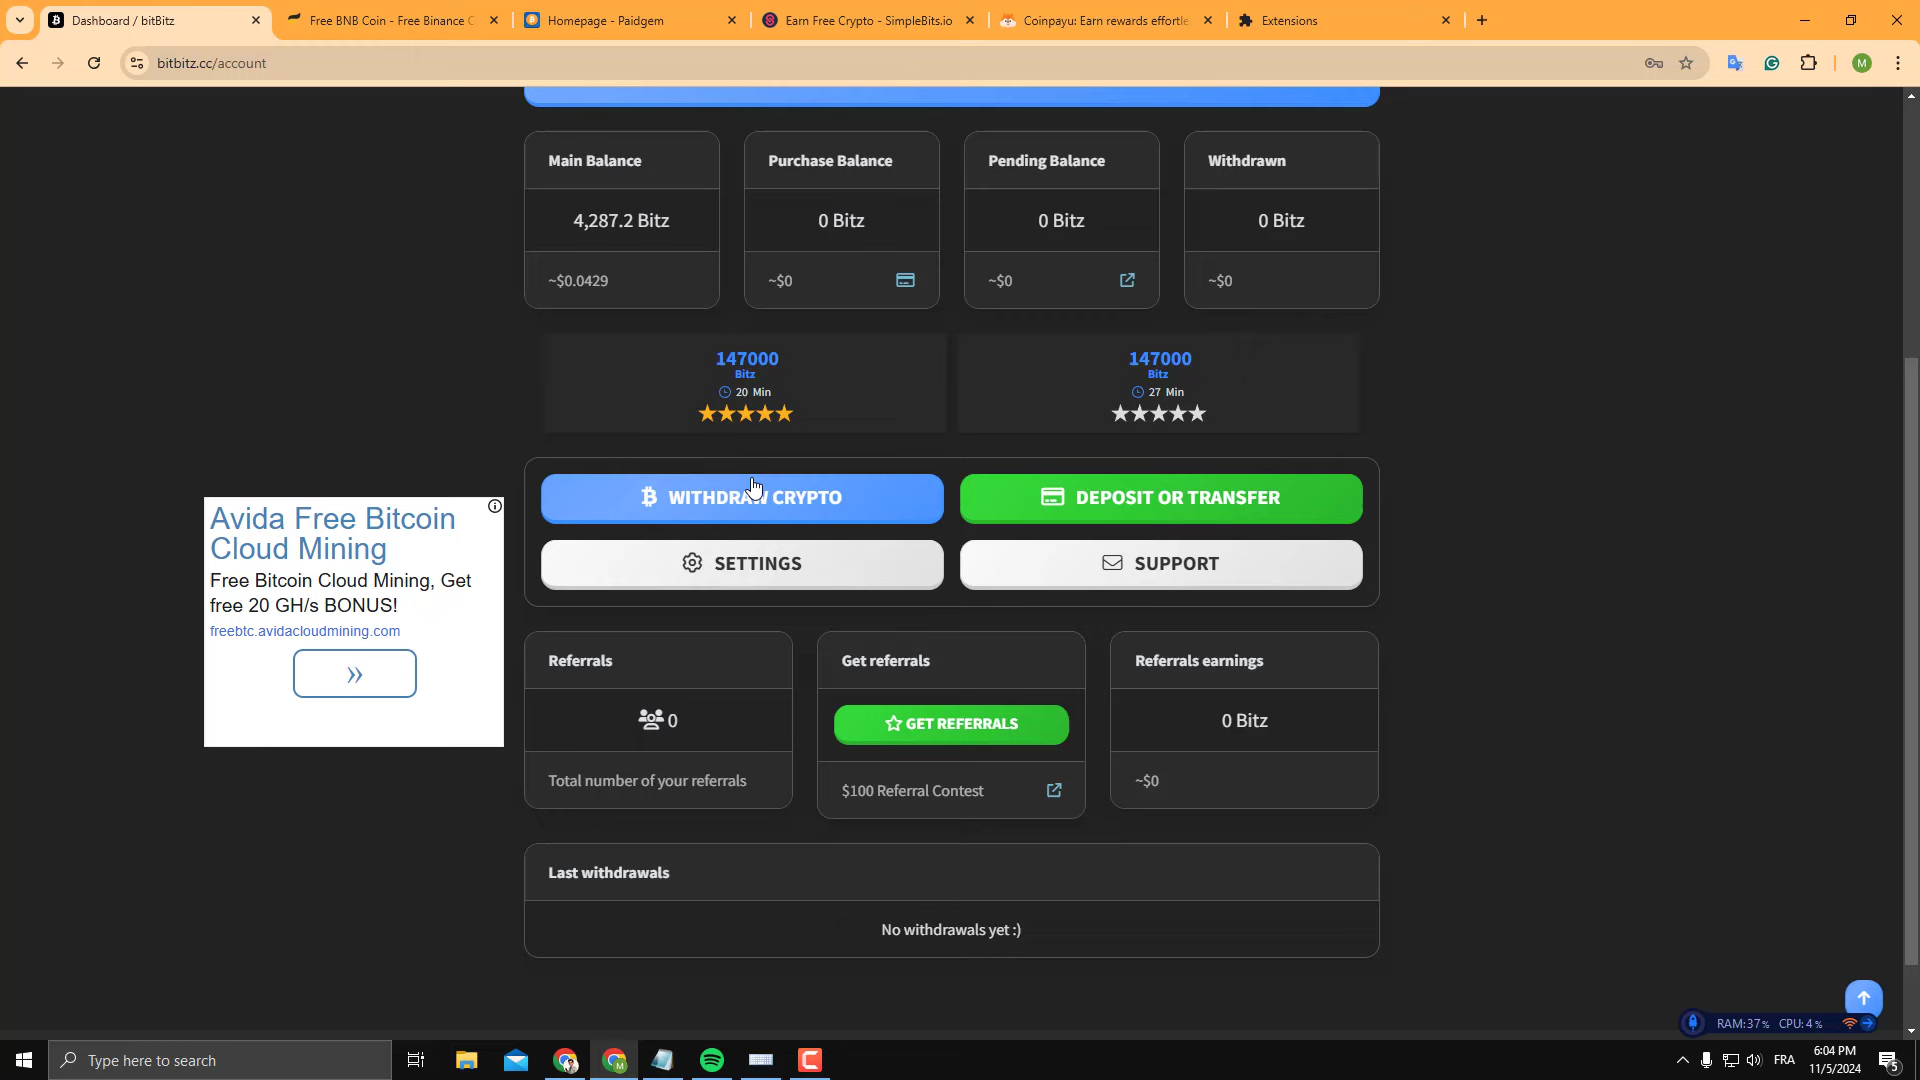 Dashboard / bitBitz
Free BNB Coin - Free Binance C
Homepage - Paidgem
Earn Free Crypto - SimpleBits.io
Coinpayu: Earn rewards effortle
Extensions
bitbitz.cc/account
M
Main Balance
Purchase Balance
Pending Balance
Withdrawn
4,287.2 Bitz
0 Bitz
0 Bitz
0 Bitz
~$0.0429
~$0
~$0
~$0
147000
Bitz
20 Min
147000
Bitz
27 Min
WITHDRAW CRYPTO
DEPOSIT OR TRANSFER
SETTINGS
SUPPORT
Avida Free Bitcoin
Cloud Mining
Free Bitcoin Cloud Mining, Get
free 20 GH/s BONUS!
freebtc.avidacloudmining.com
Referrals
Get referrals
Referrals earnings
0
GET REFERRALS
0 Bitz
Total number of your referrals
$100 Referral Contest
~$0
Last withdrawals
No withdrawals yet :)
RAM:37% CPU:4%
Type here to search
FRA
6:04 PM
11/5/2024
5